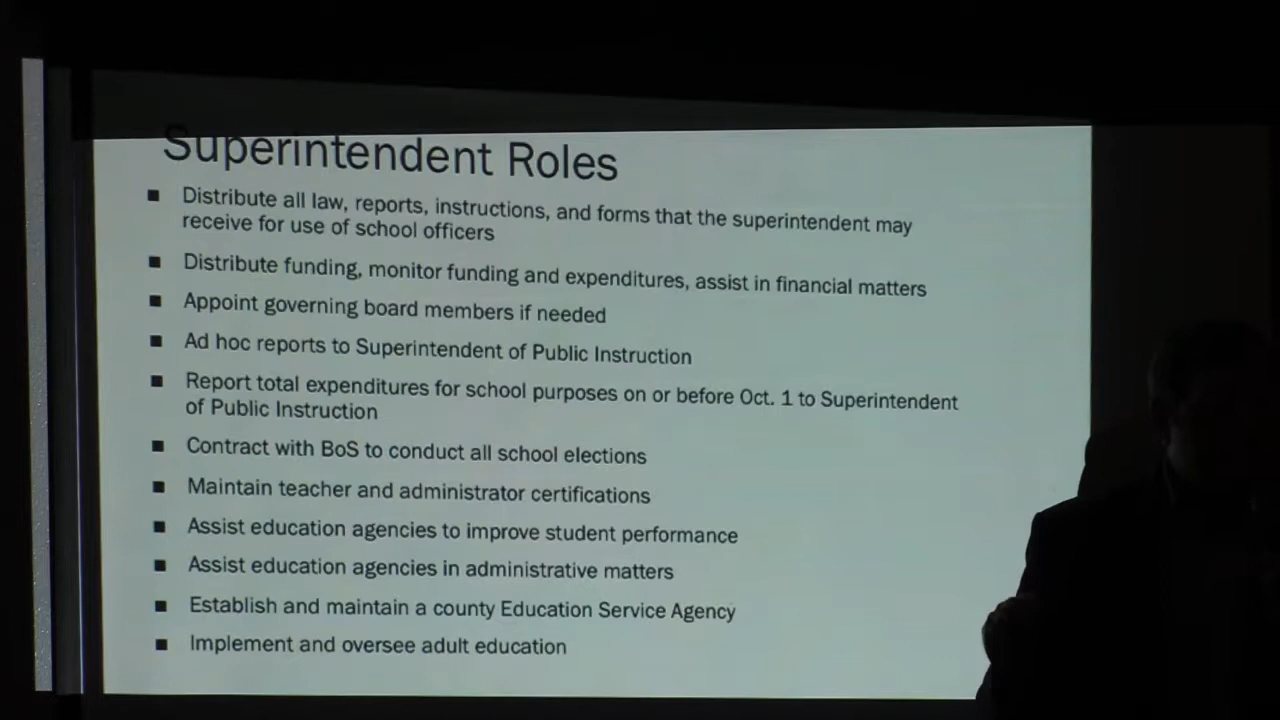 Superintendent Roles
■ Distribute all law, reports, instructions, and forms that the superintendent may
receive for use of school officers
■ Distribute funding, monitor funding and expenditures, assist in financial matters
■ Appoint governing board members if needed
■ Ad hoc reports to Superintendent of Public Instruction
■ Report total expenditures for school purposes on or before Oct. 1 to Superintendent
of Public Instruction
■ Contract with BoS to conduct all school elections
■ Maintain teacher and administrator certifications
■ Assist education agencies to improve student performance
■ Assist education agencies in administrative matters
■ Establish and maintain a county Education Service Agency
■ Implement and oversee adult education